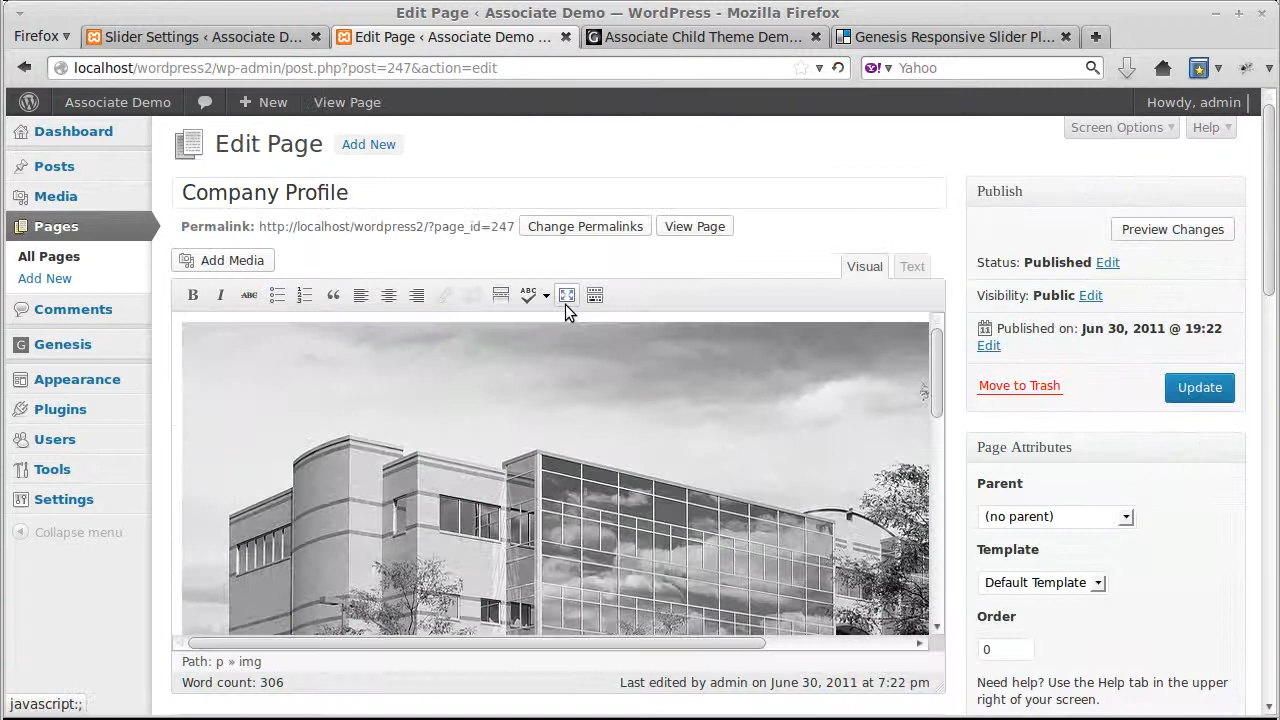 Edit Page ‹ Associate Demo — WordPress - Mozilla Firefox
Firefox
Slider Settings ‹ Associate D...
Edit Page ‹ Associate Demo ...
Associate Child Theme Dem...
Genesis Responsive Slider Pl...
localhost/wordpress2/wp-admin/post.php?post=247&action=edit
Yahoo
Associate Demo
New
View Page
Howdy, admin
Dashboard
Posts
Media
Pages
All Pages
Add New
Comments
Genesis
Appearance
Plugins
Users
Tools
Settings
Collapse menu
javascript:;
Screen Options
Help
Edit Page
Add New
Company Profile
Permalink: http://localhost/wordpress2/?page_id=247
Change Permalinks
View Page
Add Media
Visual
Text
B I ABC
ABC
Path: p » img
Word count: 306
Last edited by admin on June 30, 2011 at 7:22 pm
Publish
Preview Changes
Status: Published Edit
Visibility: Public Edit
Published on: Jun 30, 2011 @ 19:22
Edit
Move to Trash
Update
Page Attributes
Parent
(no parent)
Template
Default Template
Order
0
Need help? Use the Help tab in the upper
right of your screen.